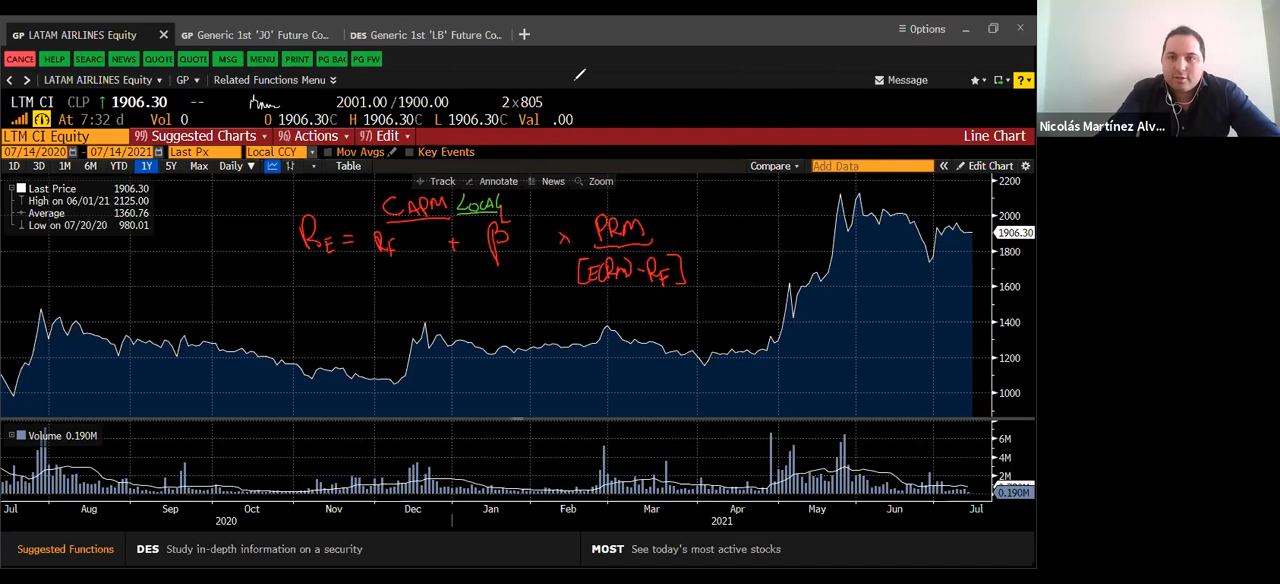 GP LATAM AIRLINES Equity GP Generic 1st 'JO' Future Co... DES Generic 1st 'LB' Future Co... Options
CANCE HELP SEARC NEWS QUOTE QUOTE MSG MENU PRINT PG BAC PG FW
LATAM AIRLINES Equity GP Related Functions Menu Message
LTM CI CLP ↑ 1906.30 -- 2001.00/1900.00 2x805
At 7:32 d Vol 0 O 1906.30C H 1906.30C L 1906.30C Val .00
LTM CI Equity 99) Suggested Charts 96) Actions 97) Edit Line Chart
07/14/2020 - 07/14/2021 Last Px Local CCY Mov Avgs Key Events
1D 3D 1M 6M YTD 1Y 5Y Max Daily Table Compare Add Data Edit Chart
Track Annotate News Zoom
Last Price 1906.30
High on 06/01/21 2125.00
Average 1360.76
Low on 07/20/20 980.01
CAPM LOCAL
RE = RF + βL x PRM
[E(RM) - RF]
2200
2000
1906.30
1800
1600
1400
1200
1000
Volume 0.190M
6M
4M
2M
0.190M
Jul Aug Sep Oct Nov Dec Jan Feb Mar Apr May Jun Jul
2020 2021
Suggested Functions DES Study in-depth information on a security MOST See today's most active stocks
Nicolás Martínez Alv...